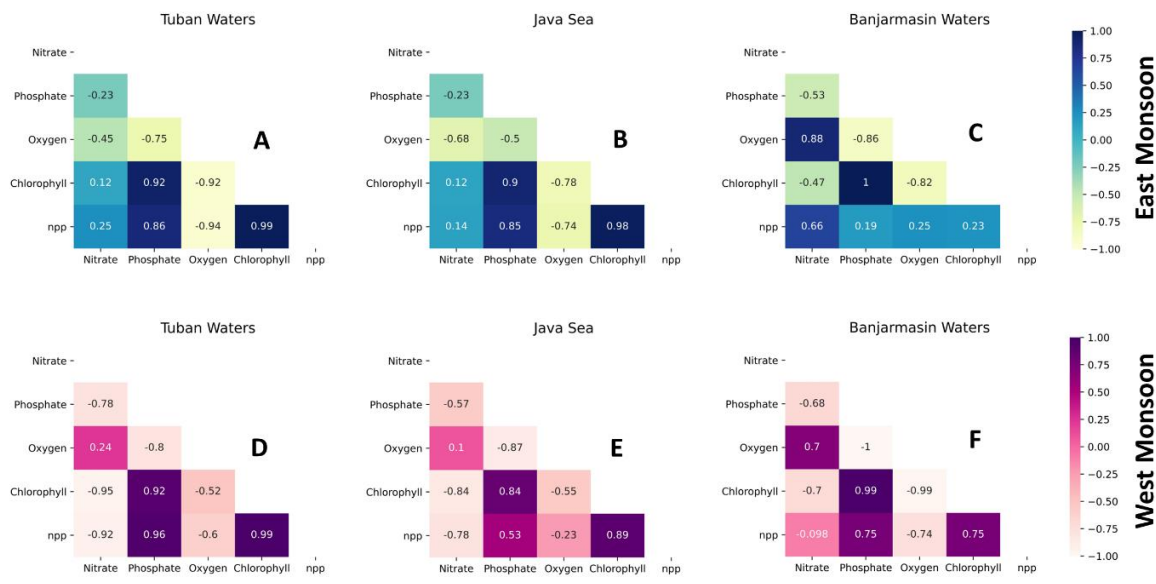 Tuban Waters
Java Sea
Banjarmasin Waters
Nitrate
Phosphate
Oxygen
Chlorophyll
npp
-0.23
-0.45 -0.75
0.12 0.92 -0.92
0.25 0.86 -0.94 0.99
Nitrate Phosphate Oxygen Chlorophyll npp
A
Nitrate
Phosphate
Oxygen
Chlorophyll
npp
-0.23
-0.68 -0.5
0.12 0.9 -0.78
0.14 0.85 -0.74 0.98
Nitrate Phosphate Oxygen Chlorophyll npp
B
Nitrate
Phosphate
Oxygen
Chlorophyll
npp
-0.53
0.88 -0.86
-0.47 1 -0.82
0.66 0.19 0.25 0.23
Nitrate Phosphate Oxygen Chlorophyll npp
C
1.00
0.75
0.50
0.25
0.00
−0.25
−0.50
−0.75
−1.00
East Monsoon
Tuban Waters
Java Sea
Banjarmasin Waters
Nitrate
Phosphate
Oxygen
Chlorophyll
npp
-0.78
0.24 -0.8
-0.95 0.92 -0.52
-0.92 0.96 -0.6 0.99
Nitrate Phosphate Oxygen Chlorophyll npp
D
Nitrate
Phosphate
Oxygen
Chlorophyll
npp
-0.57
0.1 -0.87
-0.84 0.84 -0.55
-0.78 0.53 -0.23 0.89
Nitrate Phosphate Oxygen Chlorophyll npp
E
Nitrate
Phosphate
Oxygen
Chlorophyll
npp
-0.68
0.7 -1
-0.7 0.99 -0.99
-0.098 0.75 -0.74 0.75
Nitrate Phosphate Oxygen Chlorophyll npp
F
1.00
0.75
0.50
0.25
0.00
−0.25
−0.50
−0.75
−1.00
West Monsoon